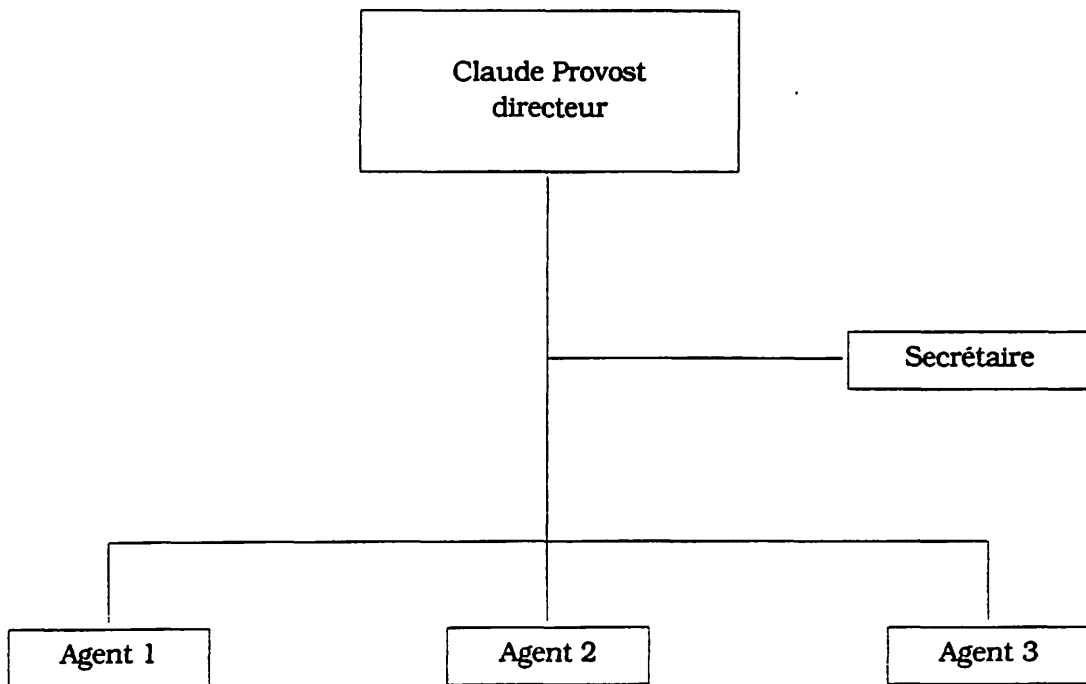 Claude Provost
directeur
Secrétaire
Agent 1
Agent 2
Agent 3